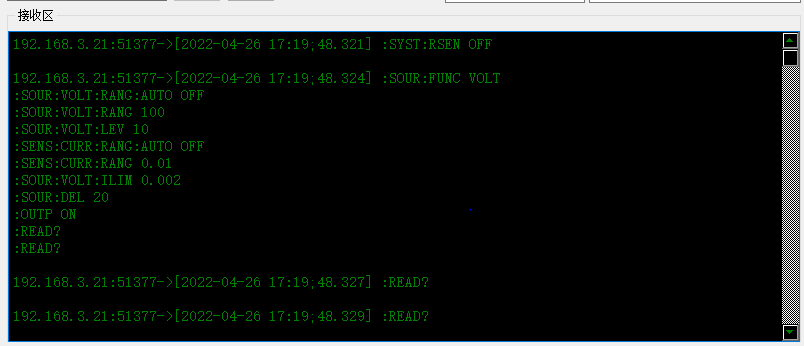 接收区
192.168.3.21:51377->[2022-04-26 17:19;48.321] :SYST:RSEN OFF
192.168.3.21:51377->[2022-04-26 17:19;48.324] :SOUR:FUNC VOLT
:SOUR:VOLT:RANG:AUTO OFF
:SOUR:VOLT:RANG 100
:SOUR:VOLT:LEV 10
:SENS:CURR:RANG:AUTO OFF
:SENS:CURR:RANG 0.01
:SOUR:VOLT:ILIM 0.002
:SOUR:DEL 20
:OUTP ON
:READ?
:READ?
192.168.3.21:51377->[2022-04-26 17:19;48.327] :READ?
192.168.3.21:51377->[2022-04-26 17:19;48.329] :READ?